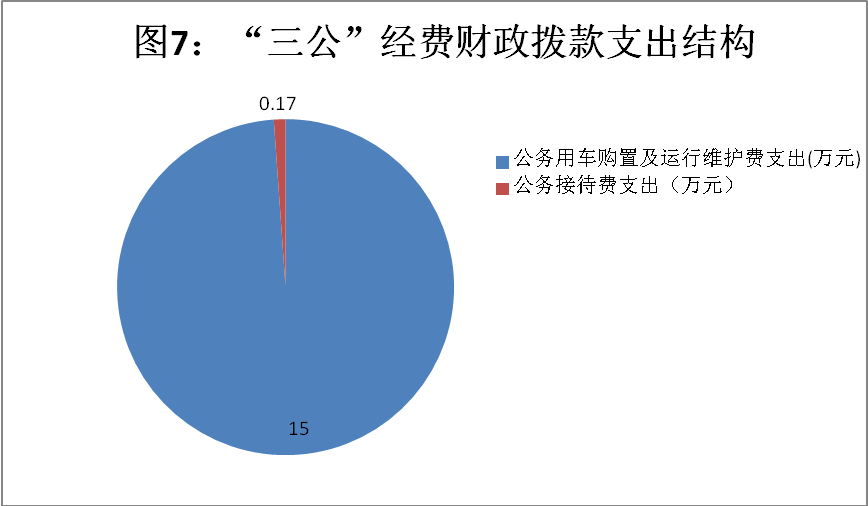 图7：“三公”经费财政拨款支出结构
0.17
公务用车购置及运行维护费支出(万元)
公务接待费支出（万元）
15